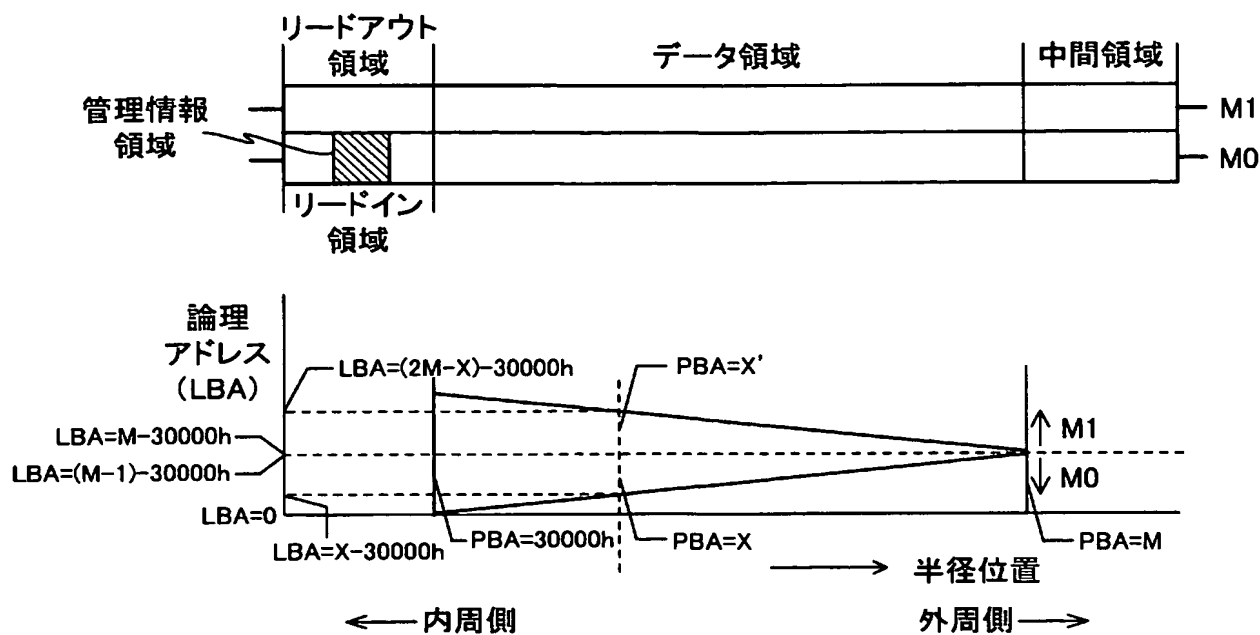 リードアウト
領域
データ領域
中間領域
管理情報
領域
M1
M0
リードイン
領域
論理
アドレス
(LBA)
LBA=(2M-X)-30000h
PBA=X'
LBA=M-30000h
LBA=(M-1)-30000h
M1
M0
LBA=0
LBA=X-30000h
PBA=30000h
PBA=X
PBA=M
半径位置
内周側
外周側